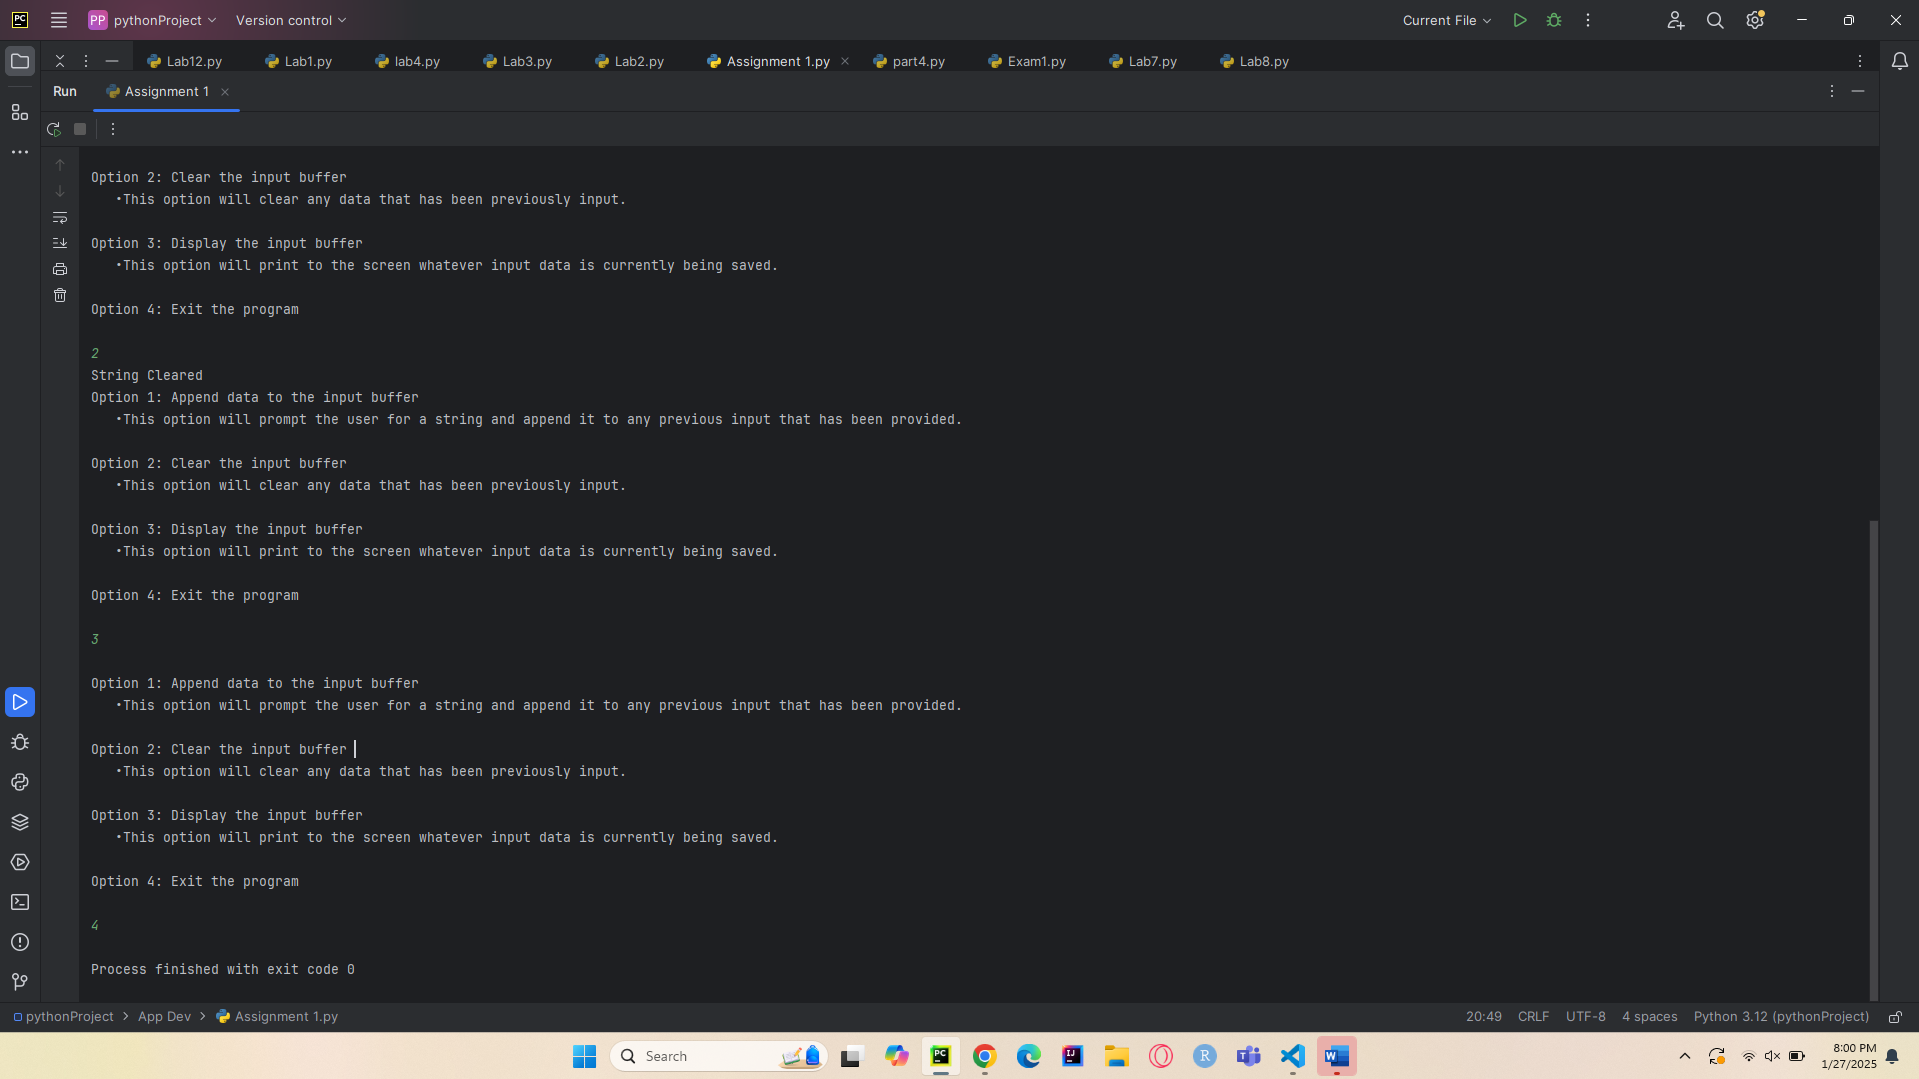 PC PP pythonProject Version control Current File
Lab12.py Lab1.py lab4.py Lab3.py Lab2.py Assignment 1.py part4.py Exam1.py Lab7.py Lab8.py
Run Assignment 1
Option 2: Clear the input buffer
•This option will clear any data that has been previously input.
Option 3: Display the input buffer
•This option will print to the screen whatever input data is currently being saved.
Option 4: Exit the program
2
String Cleared
Option 1: Append data to the input buffer
•This option will prompt the user for a string and append it to any previous input that has been provided.
Option 2: Clear the input buffer
•This option will clear any data that has been previously input.
Option 3: Display the input buffer
•This option will print to the screen whatever input data is currently being saved.
Option 4: Exit the program
3
Option 1: Append data to the input buffer
•This option will prompt the user for a string and append it to any previous input that has been provided.
Option 2: Clear the input buffer
•This option will clear any data that has been previously input.
Option 3: Display the input buffer
•This option will print to the screen whatever input data is currently being saved.
Option 4: Exit the program
4
Process finished with exit code 0
pythonProject > App Dev > Assignment 1.py 20:49 CRLF UTF-8 4 spaces Python 3.12 (pythonProject)
Search PC IJ R T W 8:00 PM
1/27/2025